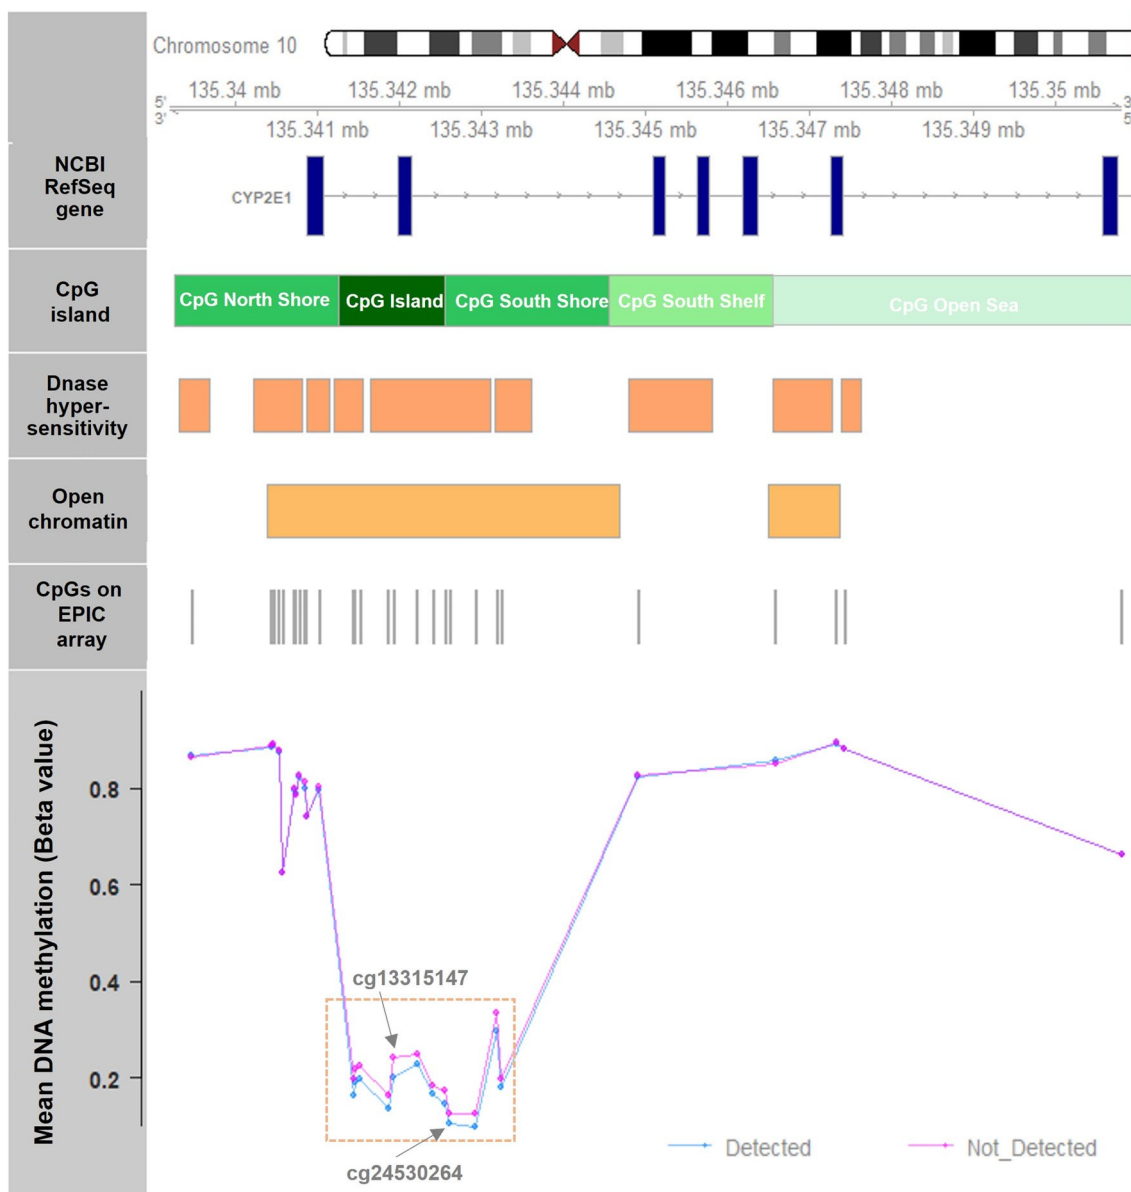 Chromosome 10
135.34 mb 135.342 mb 135.344 mb 135.346 mb 135.348 mb 135.35 mb
5' 3'
3' 5'
135.341 mb 135.343 mb 135.345 mb 135.347 mb 135.349 mb
NCBI
RefSeq
gene
CYP2E1
CpG
island
CpG North Shore CpG Island CpG South Shore CpG South Shelf CpG Open Sea
Dnase
hyper-
sensitivity
Open
chromatin
CpGs on
EPIC
array
Mean DNA methylation (Beta value)
0.8
0.6
0.4
0.2
cg13315147
cg24530264
Detected Not_Detected